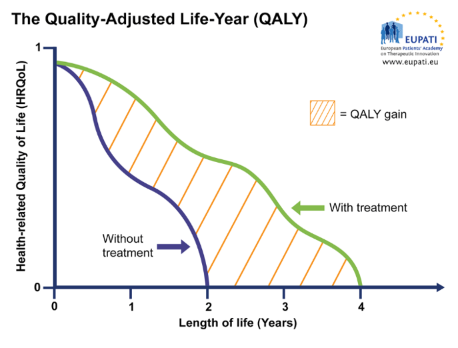 The Quality-Adjusted Life-Year (QALY)
EUPATI
European Patients' Academy
on Therapeutic Innovation
www.eupati.eu
1
Health-related Quality of Life (HRQoL)
= QALY gain
With treatment
Without
treatment
0
0
1
2
3
4
Length of life (Years)